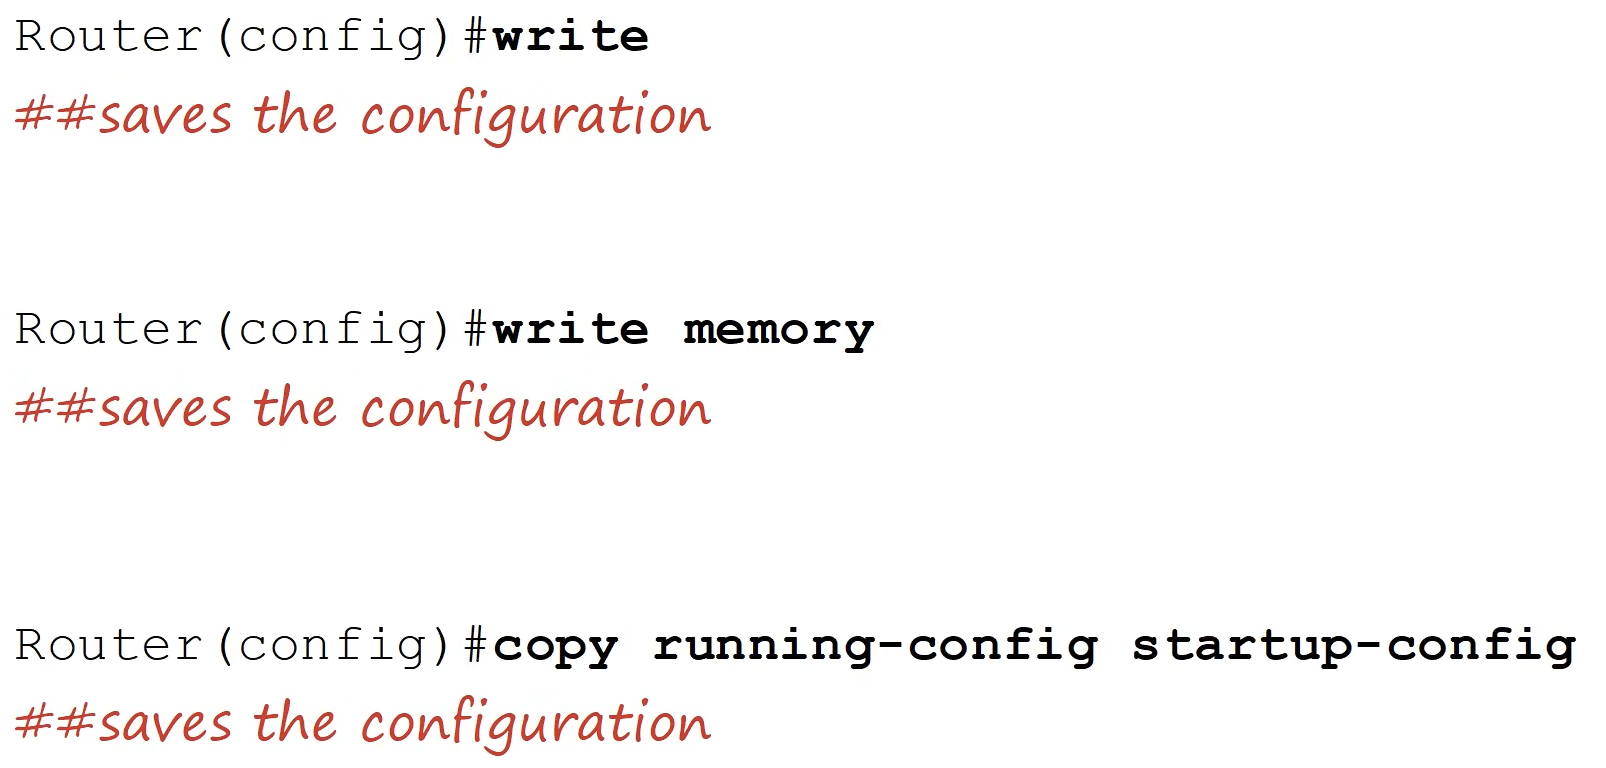 Router(config)#write
##saves the configuration
Router(config)#write memory
##saves the configuration
Router(config)#copy running-config startup-config
##saves the configuration